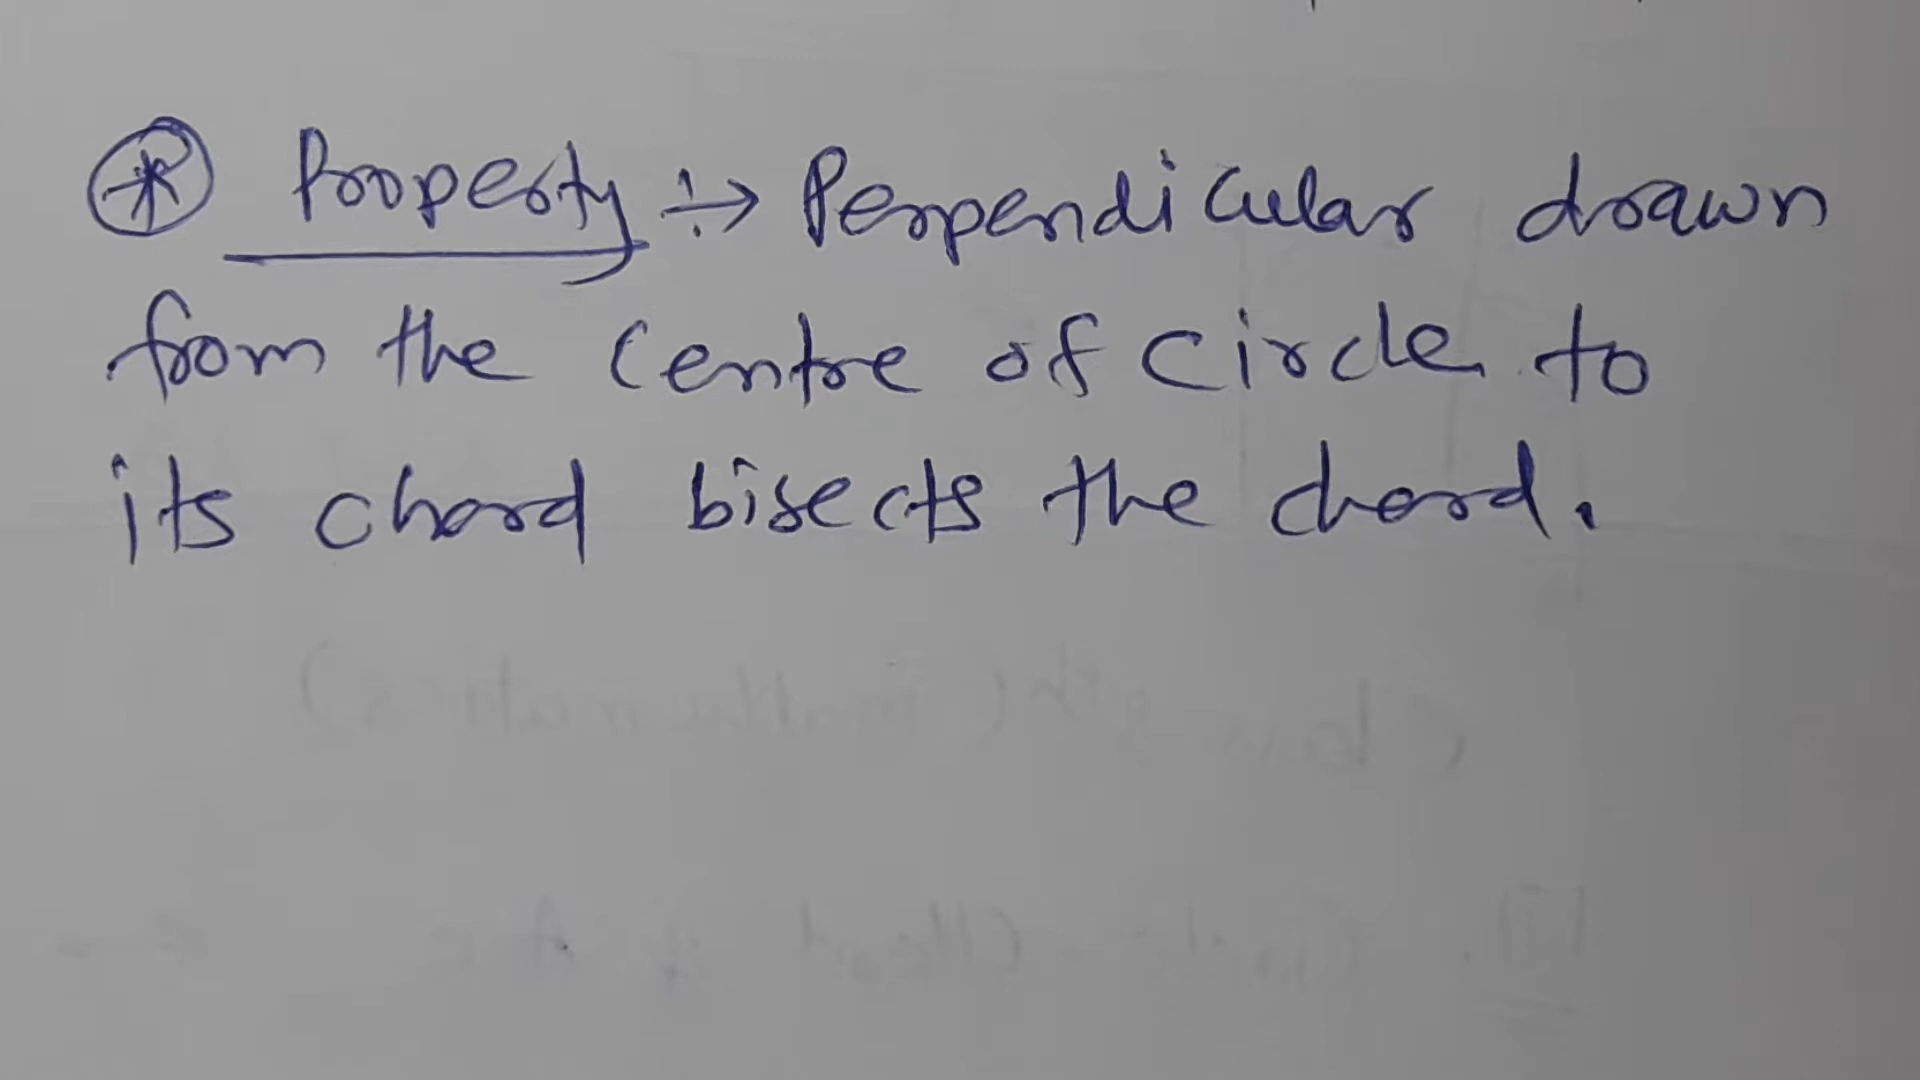 * Property :→ Perpendicular drawn
from the centre of circle to
its chord bisects the chord.